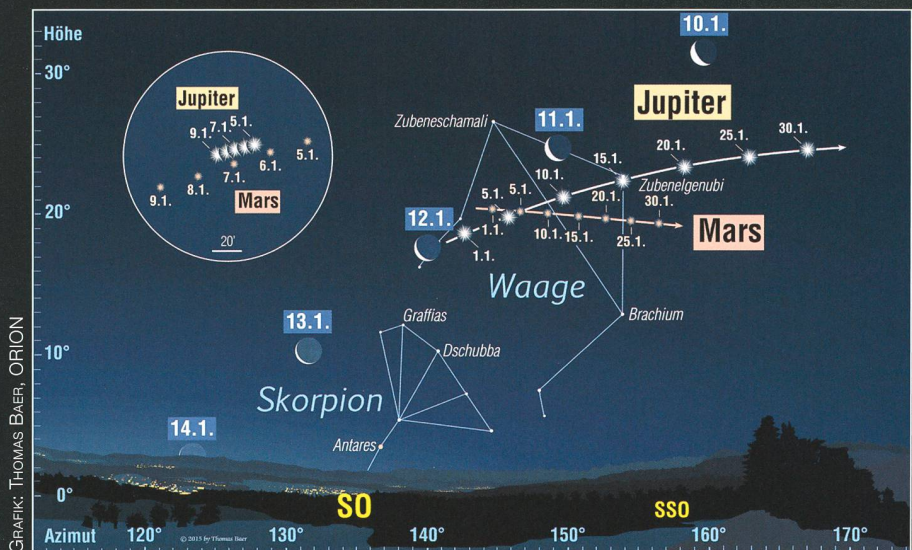 Höhe
30°
20°
10°
0°
Azimut
120°
130°
140°
150°
160°
170°
GRAFIK: THOMAS BAER, ORION
© 2015 by Thomas Baer
SO
SSO
Jupiter
9.1.
7.1.
5.1.
5.1.
6.1.
7.1.
8.1.
9.1.
Mars
20'
10.1.
11.1.
12.1.
13.1.
14.1.
Jupiter
1.1.
5.1.
10.1.
15.1.
20.1.
25.1.
30.1.
Mars
1.1.
5.1.
10.1.
15.1.
20.1.
25.1.
30.1.
Zubeneschamali
Zubenelgenubi
Waage
Brachium
Graffias
Dschubba
Skorpion
Antares